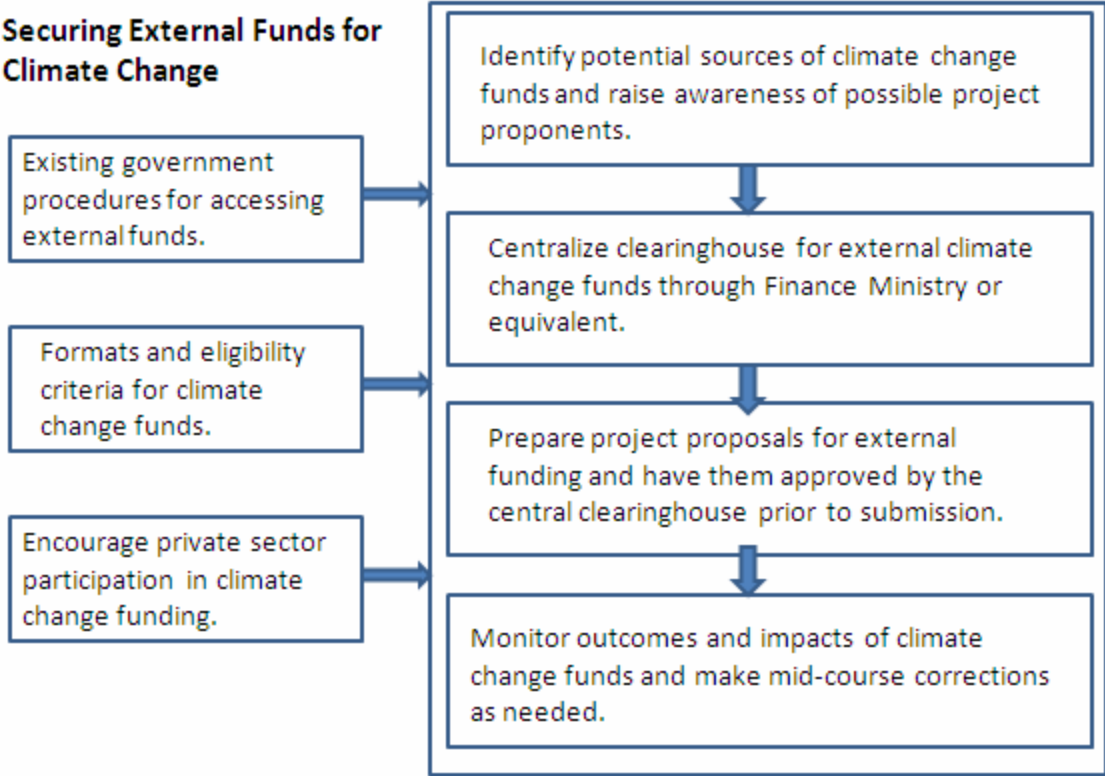 Securing External Funds for
Climate Change
Existing government
procedures for accessing
external funds.
Formats and eligibility
criteria for climate
change funds.
Encourage private sector
participation in climate
change funding.
Identify potential sources of climate change
funds and raise awareness of possible project
proponents.
Centralize clearinghouse for external climate
change funds through Finance Ministry or
equivalent.
Prepare project proposals for external
funding and have them approved by the
central clearinghouse prior to submission.
Monitor outcomes and impacts of climate
change funds and make mid-course corrections
as needed.